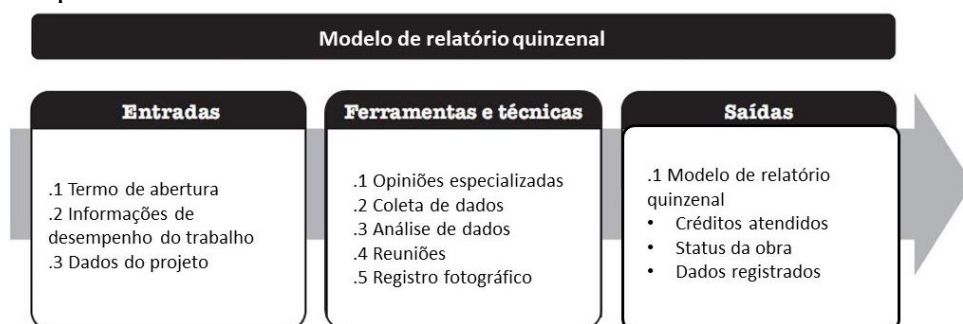 Modelo de relatório quinzenal
Entradas
.1 Termo de abertura
.2 Informações de
desempenho do trabalho
.3 Dados do projeto
Ferramentas e técnicas
.1 Opiniões especializadas
.2 Coleta de dados
.3 Análise de dados
.4 Reuniões
.5 Registro fotográfico
Saídas
.1 Modelo de relatório
quinzenal
• Créditos atendidos
• Status da obra
• Dados registrados